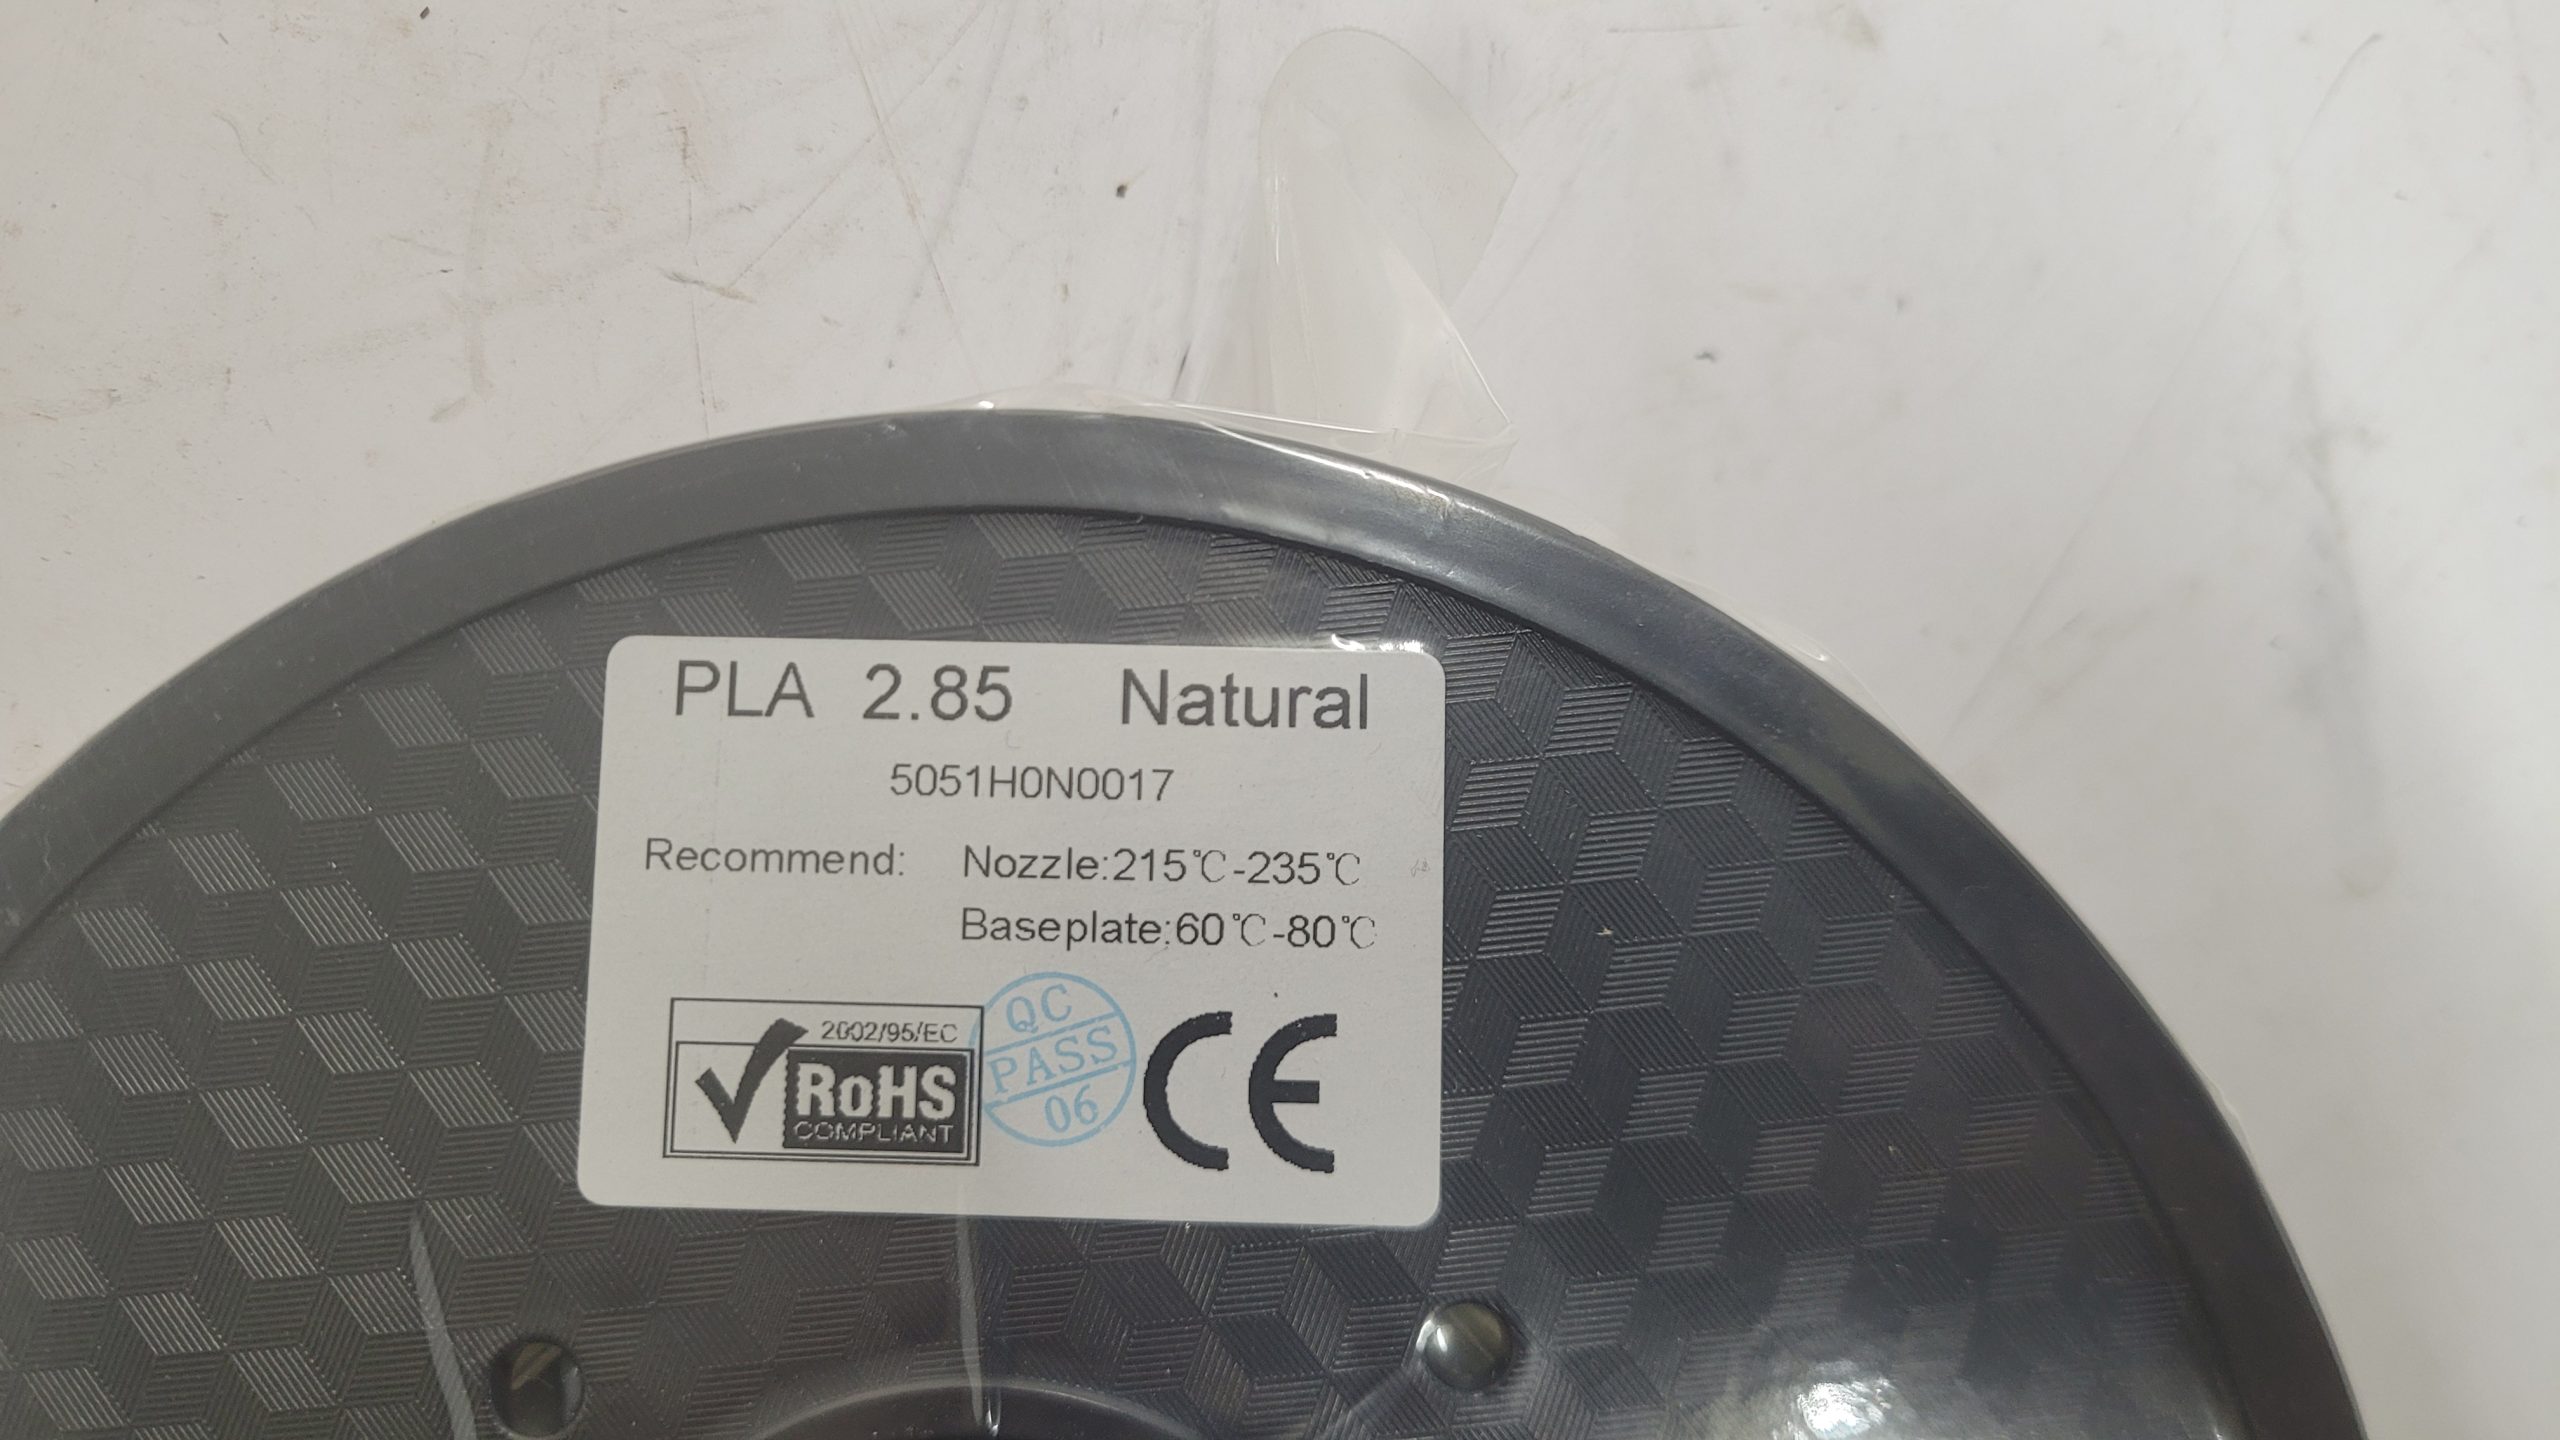 PLA 2.85 Natural
5051H0N0017
Recommend: Nozzle:215℃-235℃
Baseplate:60℃-80℃
2002/95/EC
RoHS
COMPLIANT
QC
PASS
06
CE